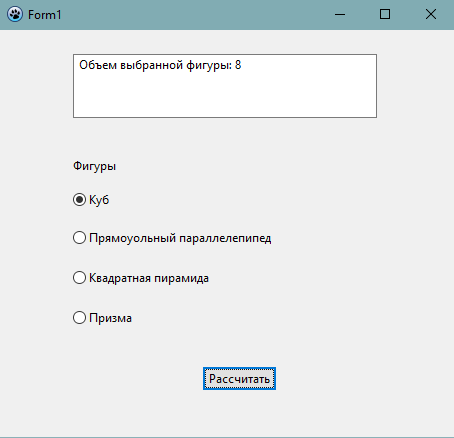 Form1
Объем выбранной фигуры: 8
Фигуры
Куб
Прямоуольный параллелепипед
Квадратная пирамида
Призма
Рассчитать